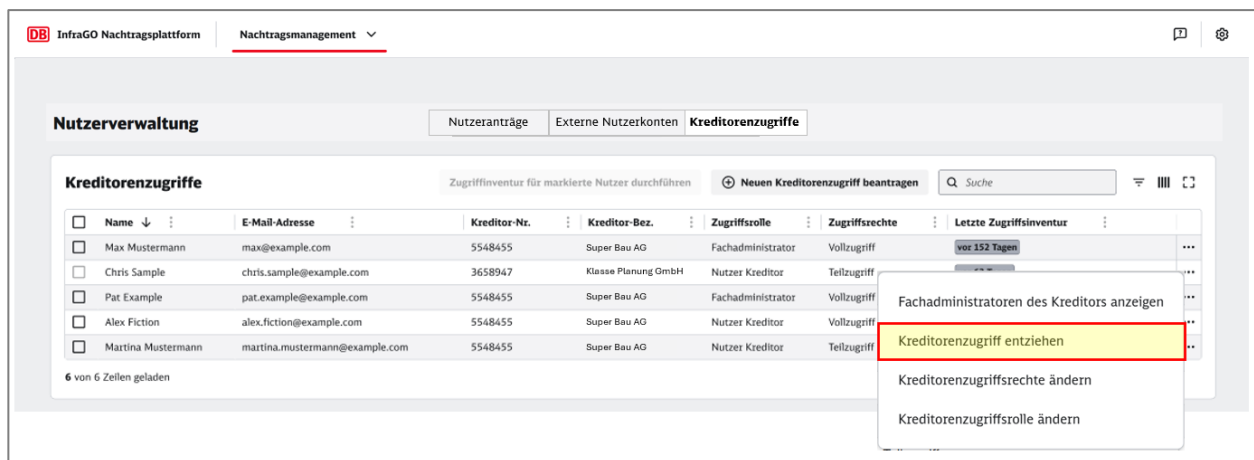 DB InfraGO Nachtragsplattform Nachtragsmanagement
Nutzerverwaltung Nutzeranträge Externe Nutzerkonten Kreditorenzugriffe
Kreditorenzugriffe Zugriffinventur für markierte Nutzer durchführen Neuen Kreditorenzugriff beantragen Suche
Name E-Mail-Adresse Kreditor-Nr. Kreditor-Bez. Zugriffsrolle Zugriffsrechte Letzte Zugriffsinventur
Max Mustermann max@example.com 5548455 Super Bau AG Fachadministrator Vollzugriff vor 152 Tagen
Chris Sample chris.sample@example.com 3658947 Klasse Planung GmbH Nutzer Kreditor Teilzugriff
Pat Example pat.example@example.com 5548455 Super Bau AG Fachadministrator Vollzugriff
Alex Fiction alex.fiction@example.com 5548455 Super Bau AG Nutzer Kreditor Vollzugriff
Martina Mustermann martina.mustermann@example.com 5548455 Super Bau AG Nutzer Kreditor Teilzugriff
6 von 6 Zeilen geladen
Fachadministratoren des Kreditors anzeigen
Kreditorenzugriff entziehen
Kreditorenzugriffsrechte ändern
Kreditorenzugriffsrolle ändern